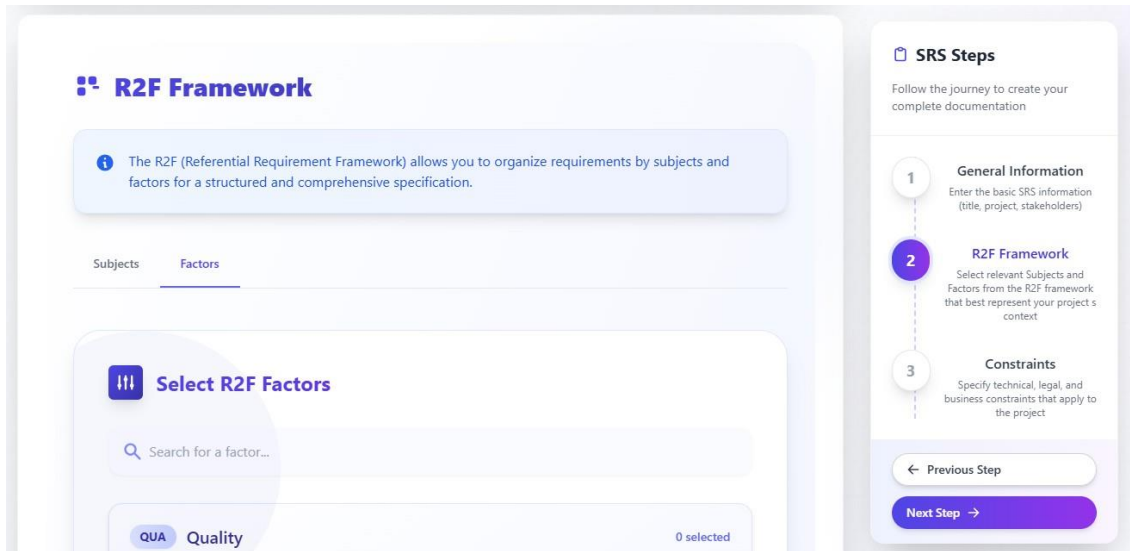 R2F Framework
The R2F (Referential Requirement Framework) allows you to organize requirements by subjects and
factors for a structured and comprehensive specification.
Subjects
Factors
Select R2F Factors
Search for a factor...
QUA
Quality
0 selected
SRS Steps
Follow the journey to create your
complete documentation
1
General Information
Enter the basic SRS information
(title, project, stakeholders)
2
R2F Framework
Select relevant Subjects and
Factors from the R2F framework
that best represent your project s
context
3
Constraints
Specify technical, legal, and
business constraints that apply to
the project
← Previous Step
Next Step →